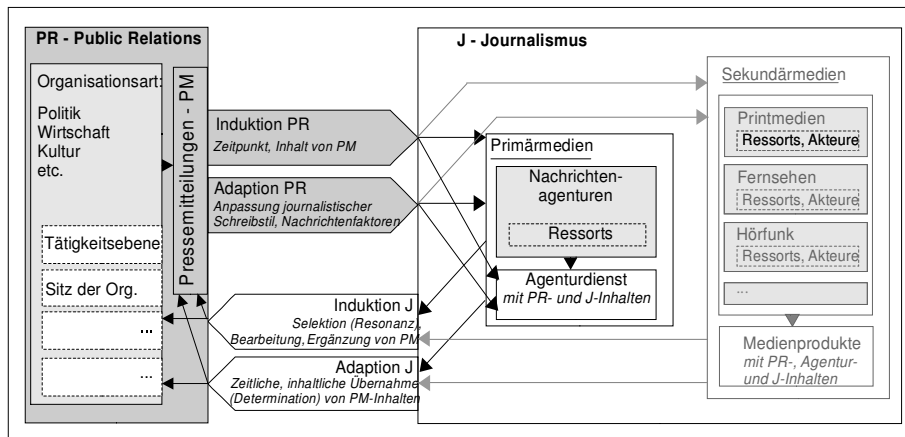 PR - Public Relations
Organisationsart:
Politik
Wirtschaft
Kultur
etc.
Tätigkeitsebene
Sitz der Org.
...
...
Pressemitteilungen - PM
Induktion PR
Zeitpunkt, Inhalt von PM
Adaption PR
Anpassung journalistischer
Schreibstil, Nachrichtenfaktoren
Induktion J
Selektion (Resonanz),
Bearbeitung, Ergänzung von PM
Adaption J
Zeitliche, inhaltliche Übernahme
(Determination) von PM-Inhalten
J - Journalismus
Primärmedien
Nachrichten-
agenturen
Ressorts
Agenturdienst
mit PR- und J-Inhalten
Sekundärmedien
Printmedien
Ressorts, Akteure
Fernsehen
Ressorts, Akteure
Hörfunk
Ressorts, Akteure
...
Medienprodukte
mit PR-, Agentur-
und J-Inhalten